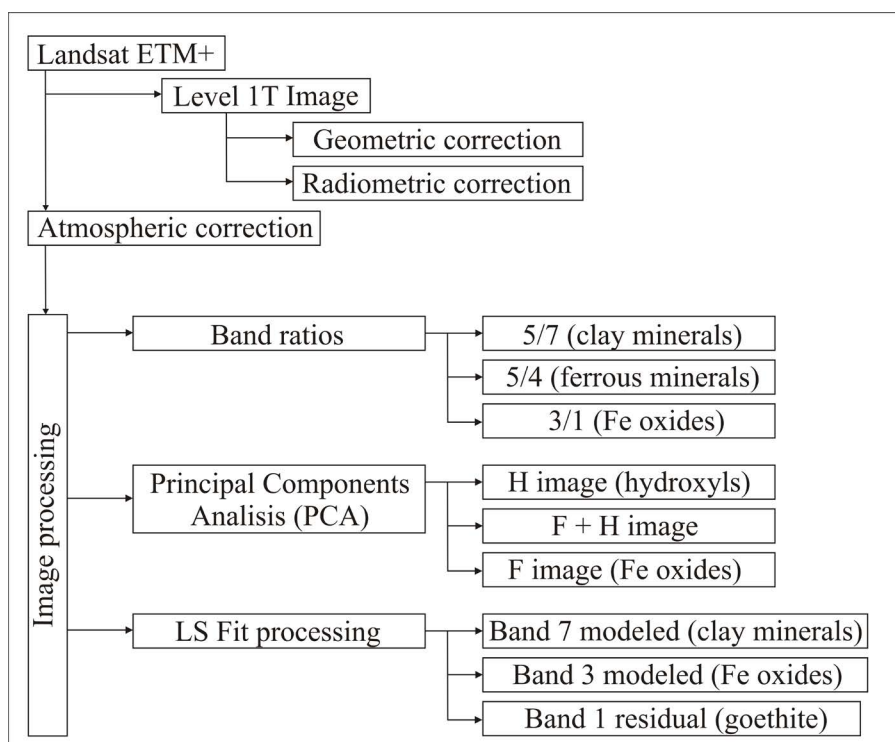 Landsat ETM+
Level 1T Image
Geometric correction
Radiometric correction
Atmospheric correction
Image processing
Band ratios
5/7 (clay minerals)
5/4 (ferrous minerals)
3/1 (Fe oxides)
Principal Components
Analisis (PCA)
H image (hydroxyls)
F + H image
F image (Fe oxides)
LS Fit processing
Band 7 modeled (clay minerals)
Band 3 modeled (Fe oxides)
Band 1 residual (goethite)